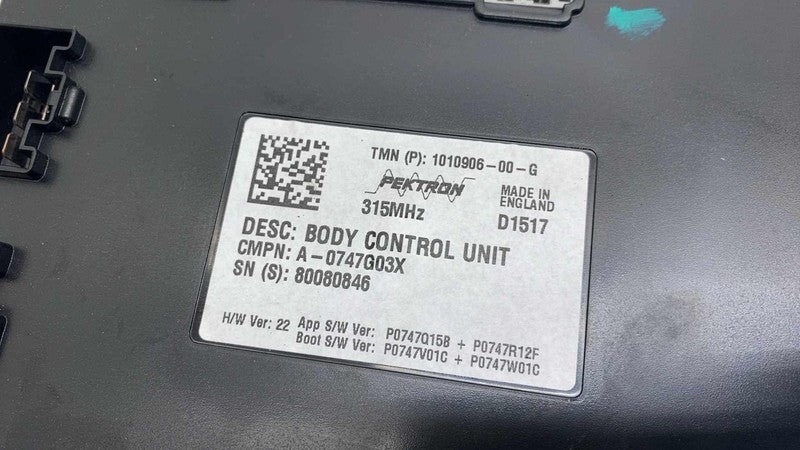 TMN (P): 1010906-00-G
PEKTRON
MADE IN
ENGLAND
315MHz
D1517
DESC: BODY CONTROL UNIT
CMPN: A-0747G03X
SN (S): 80080846
H/W Ver: 22 App S/W Ver: P0747Q15B + P0747R12F
Boot S/W Ver: P0747V01C + P0747W01C